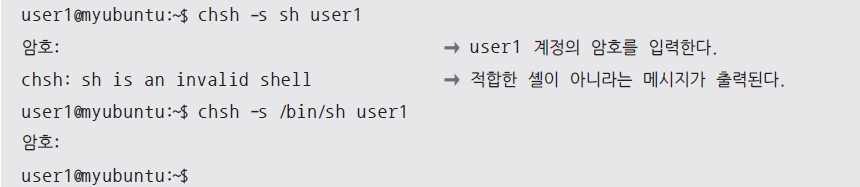 user1@myubuntu:~$ chsh -s sh user1
암호: → user1 계정의 암호를 입력한다.
chsh: sh is an invalid shell → 적합한 셸이 아니라는 메시지가 출력된다.
user1@myubuntu:~$ chsh -s /bin/sh user1
암호:
user1@myubuntu:~$